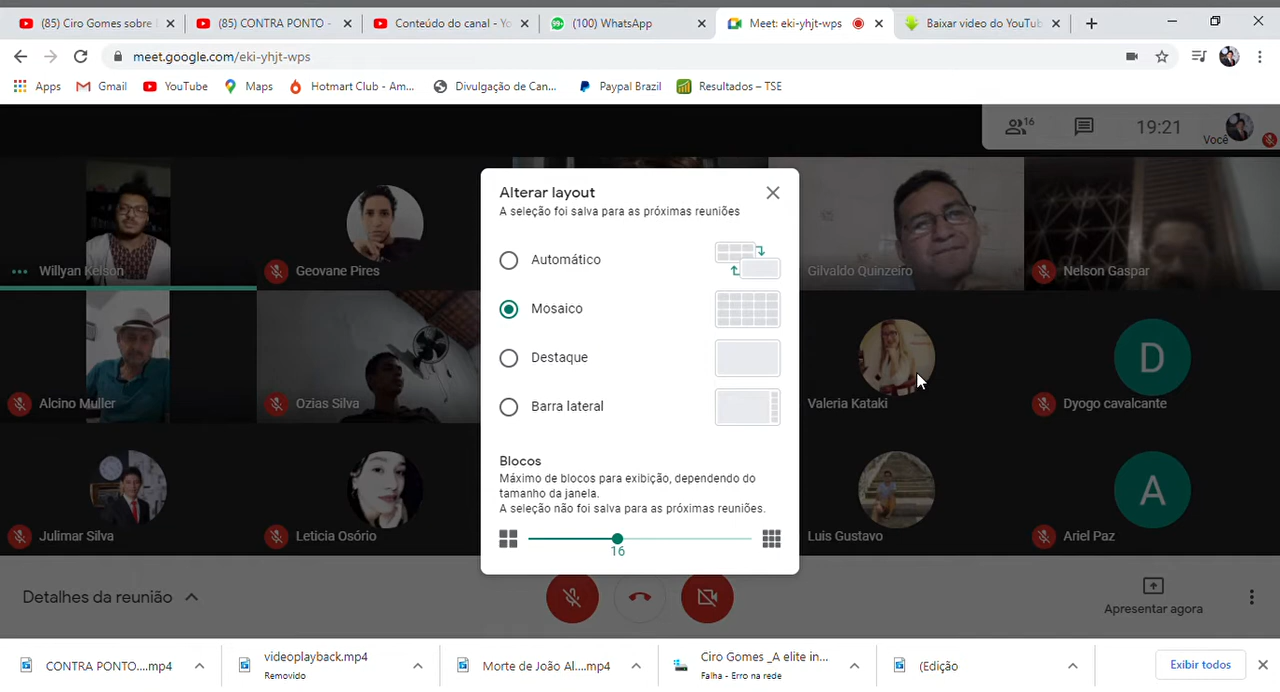 (85) Ciro Gomes sobre
(85) CONTRA PONTO -
Conteúdo do canal - Yo
99+
(100) WhatsApp
Meet: eki-yhjt-wps
Baixar video do YouTub
meet.google.com/eki-yhjt-wps
Apps
Gmail
YouTube
Maps
Hotmart Club - Am...
Divulgação de Can...
Paypal Brazil
Resultados – TSE
16
19:21
Você
Willyan Kelson
Geovane Pires
Gilvaldo Quinzeiro
Nelson Gaspar
Alcino Muller
Ozias Silva
Valeria Kataki
D
Dyogo cavalcante
Julimar Silva
Leticia Osório
Luis Gustavo
A
Ariel Paz
Alterar layout
A seleção foi salva para as próximas reuniões
Automático
Mosaico
Destaque
Barra lateral
Blocos
Máximo de blocos para exibição, dependendo do
tamanho da janela.
A seleção não foi salva para as próximas reuniões.
16
Detalhes da reunião
Apresentar agora
CONTRA PONTO....mp4
videoplayback.mp4
Removido
Morte de João Al....mp4
Ciro Gomes _A elite in...
Falha - Erro na rede
(Edição
Exibir todos